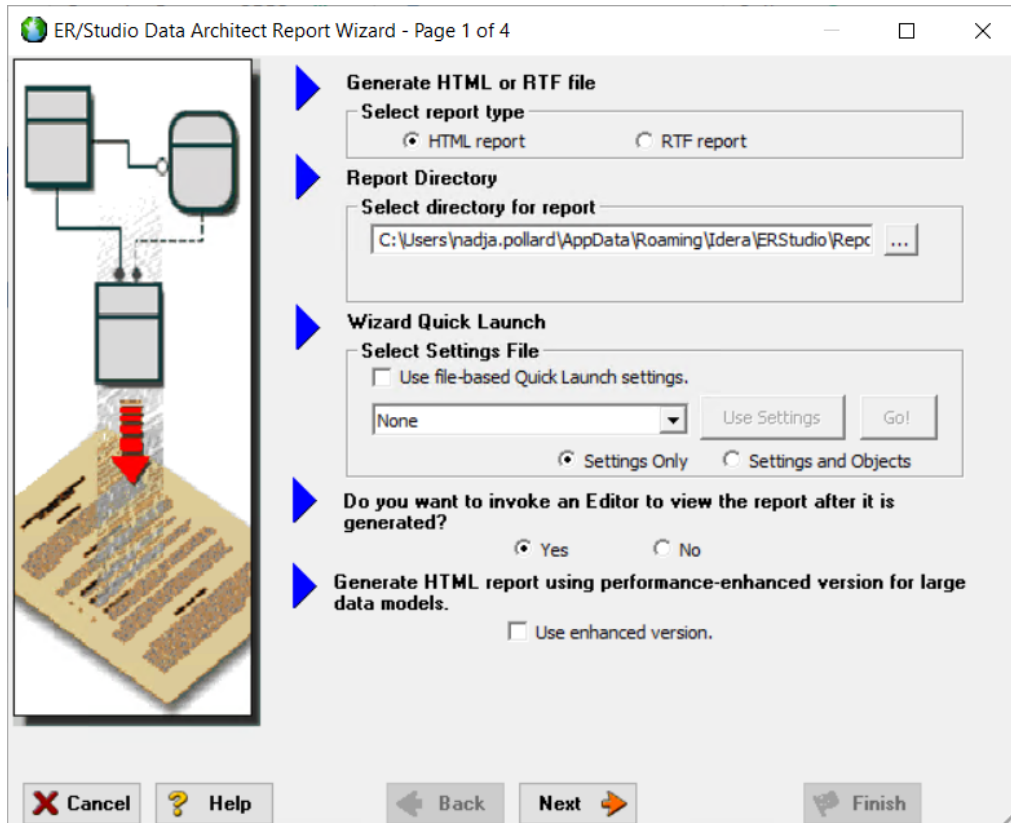 ER/Studio Data Architect Report Wizard - Page 1 of 4
Generate HTML or RTF file
Select report type
HTML report RTF report
Report Directory
Select directory for report
C:\Users\nadja.pollard\AppData\Roaming\Idera\ERStudio\Repo ...
Wizard Quick Launch
Select Settings File
Use file-based Quick Launch settings.
None Use Settings Go!
Settings Only Settings and Objects
Do you want to invoke an Editor to view the report after it is
generated?
Yes No
Generate HTML report using performance-enhanced version for large
data models.
Use enhanced version.
Cancel ? Help Back Next Finish